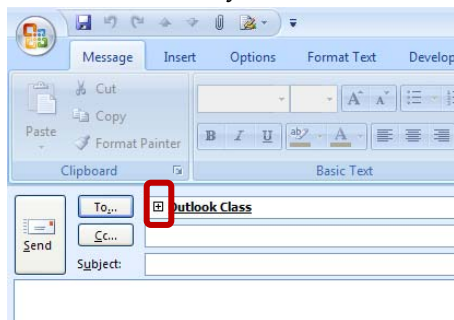 Message Insert Options Format Text Develop
Cut
Copy
Paste
Format Painter
B I U ab A
Clipboard Basic Text
To... Outlook Class
Cc...
Send
Subject: